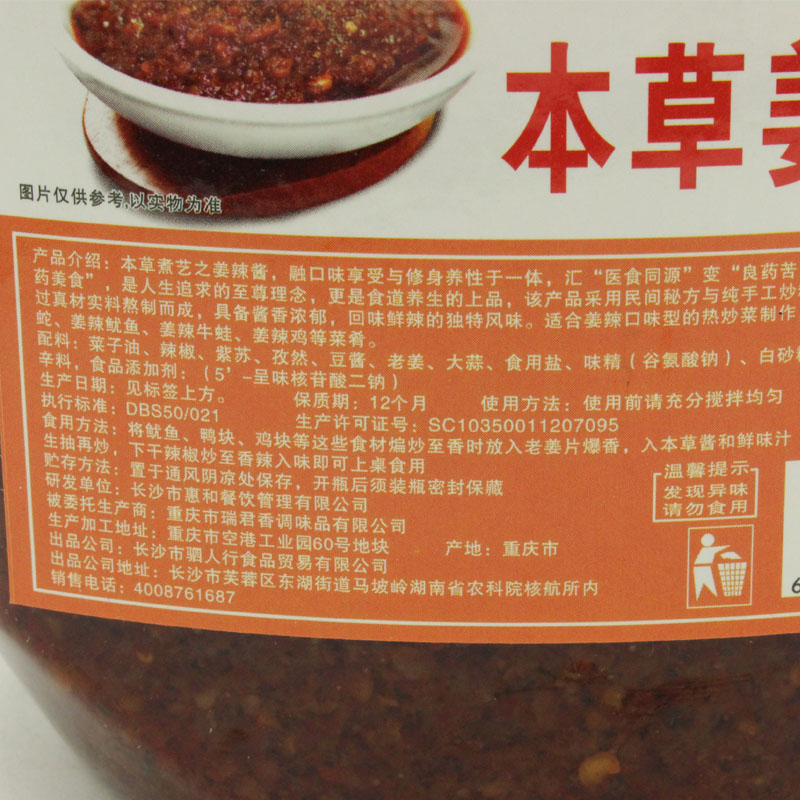 本草姜
图片仅供参考,以实物为准
产品介绍：本草煮艺之姜辣酱，融口味享受与修身养性于一体，汇“医食同源”变“良药苦
药美食”，是人生追求的至尊理念，更是食道养生的上品，该产品采用民间秘方与纯手工炒
过真材实料熬制而成，具备酱香浓郁，回味鲜辣的独特风味。适合姜辣口味型的热炒菜制作
蛇、姜辣鱿鱼、姜辣牛蛙、姜辣鸡等菜肴。
配料：菜子油、辣椒、紫苏、孜然、豆酱、老姜、大蒜、食用盐、味精（谷氨酸钠）、白砂糖
辛料，食品添加剂：（5’-呈味核苷酸二钠）
生产日期：见标签上方。 保质期：12个月 使用方法：使用前请充分搅拌均匀
执行标准：DBS50/021 生产许可证号：SC10350011207095
食用方法：将鱿鱼、鸭块、鸡块等这些食材煸炒至香时放入老姜片爆香，入本草酱和鲜味汁
生抽再炒，下干辣椒炒至香辣入味即可上桌食用
贮存方法：置于通风阴凉处保存，开瓶后须装瓶密封保藏
研发单位：长沙市惠和餐饮管理有限公司
被委托生产商：重庆市瑞君香调味品有限公司
生产加工地址：重庆市空港工业园60号地块 产地：重庆市
出品公司：长沙市驷人行食品贸易有限公司
出品公司地址：长沙市芙蓉区东湖街道马坡岭湖南省农科院核航所内
销售电话：4008761687
温馨提示
发现异味
请勿食用
6